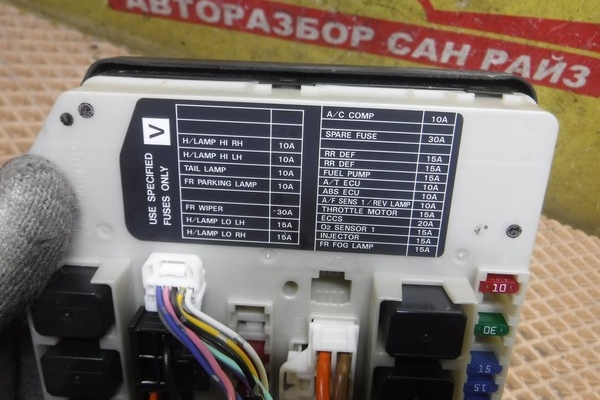 АВТОРАЗБОР САН РАЙЗ
V
USE SPECIFIED
FUSES ONLY
H/LAMP HI RH 10A
H/LAMP HI LH 10A
TAIL LAMP 10A
FR PARKING LAMP 10A
FR WIPER 30A
H/LAMP LO LH 15A
H/LAMP LO RH 15A
A/C COMP 10A
SPARE FUSE 30A
RR DEF 15A
RR DEF 15A
FUEL PUMP 15A
A/T ECU 10A
ABS ECU 10A
A/F SENS 1/REV LAMP 10A
THROTTLE MOTOR 15A
ECCS 20A
O2 SENSOR 1 15A
INJECTOR 15A
FR FOG LAMP 15A
10
30
15
15